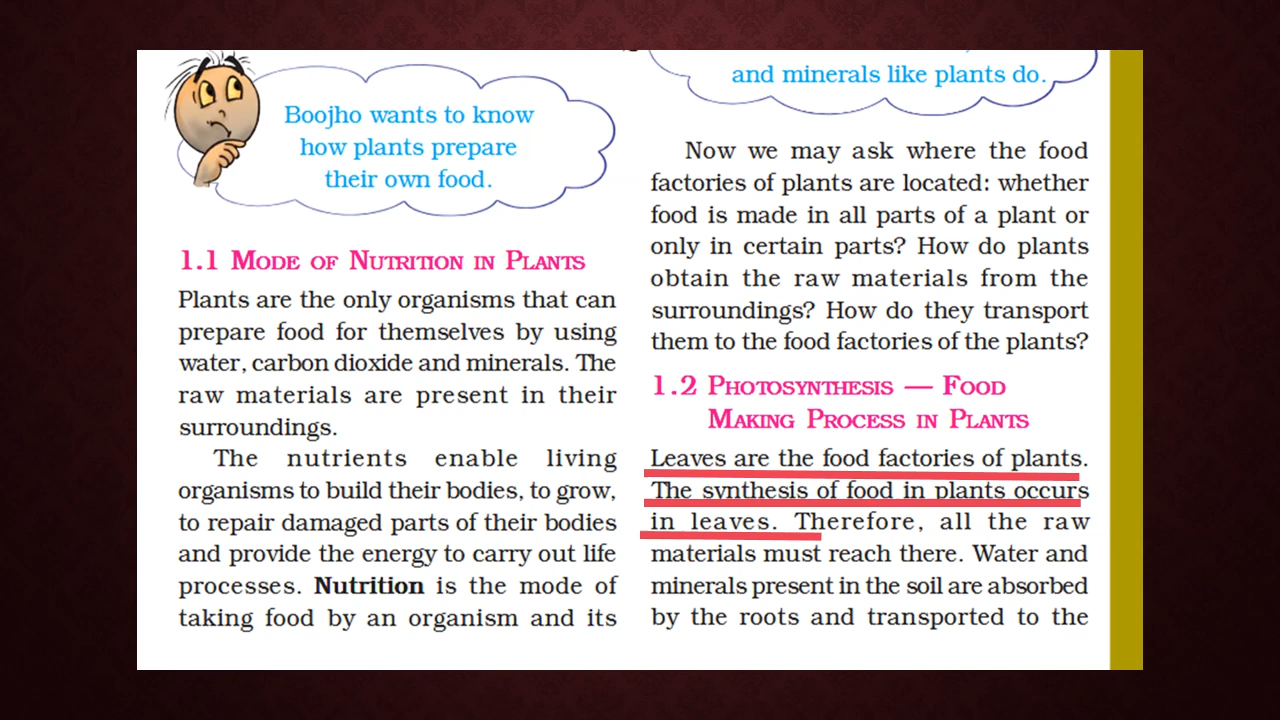 Boojho wants to know
how plants prepare
their own food.
1.1 MODE OF NUTRITION IN PLANTS
Plants are the only organisms that can
prepare food for themselves by using
water, carbon dioxide and minerals. The
raw materials are present in their
surroundings.
The nutrients enable living
organisms to build their bodies, to grow,
to repair damaged parts of their bodies
and provide the energy to carry out life
processes. Nutrition is the mode of
taking food by an organism and its
and minerals like plants do.
Now we may ask where the food
factories of plants are located: whether
food is made in all parts of a plant or
only in certain parts? How do plants
obtain the raw materials from the
surroundings? How do they transport
them to the food factories of the plants?
1.2 PHOTOSYNTHESIS — FOOD
MAKING PROCESS IN PLANTS
Leaves are the food factories of plants.
The synthesis of food in plants occurs
in leaves. Therefore, all the raw
materials must reach there. Water and
minerals present in the soil are absorbed
by the roots and transported to the